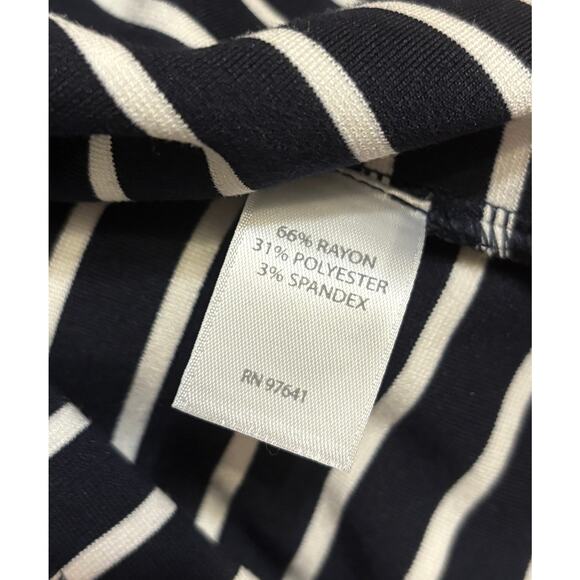 66% RAYON
31% POLYESTER
3% SPANDEX
RN 97641